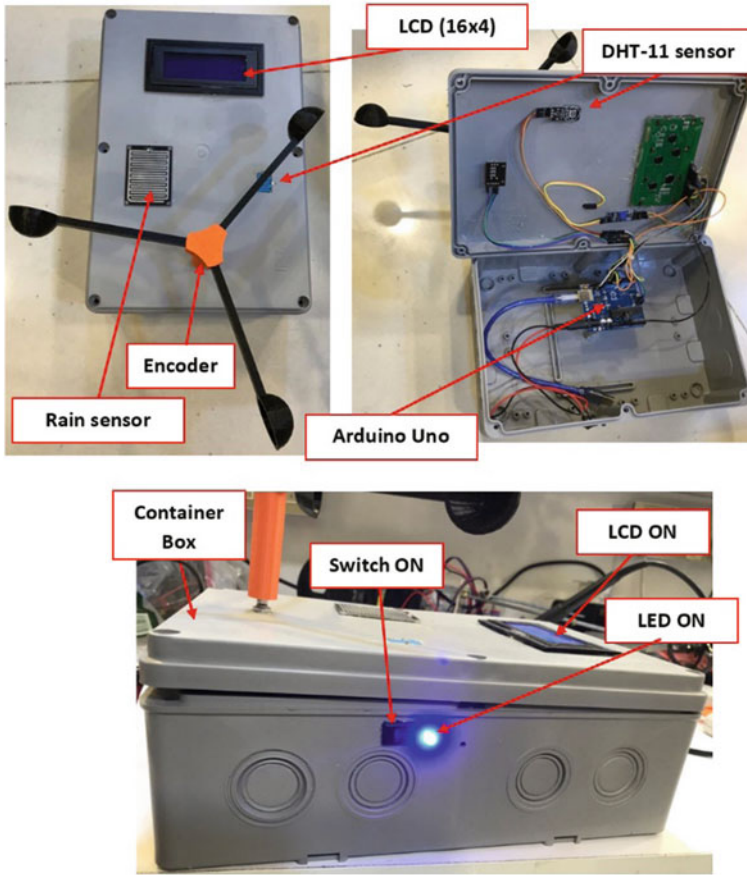 LCD (16x4)
DHT-11 sensor
Encoder
Rain sensor
Arduino Uno
Container
Box
Switch ON
LCD ON
LED ON